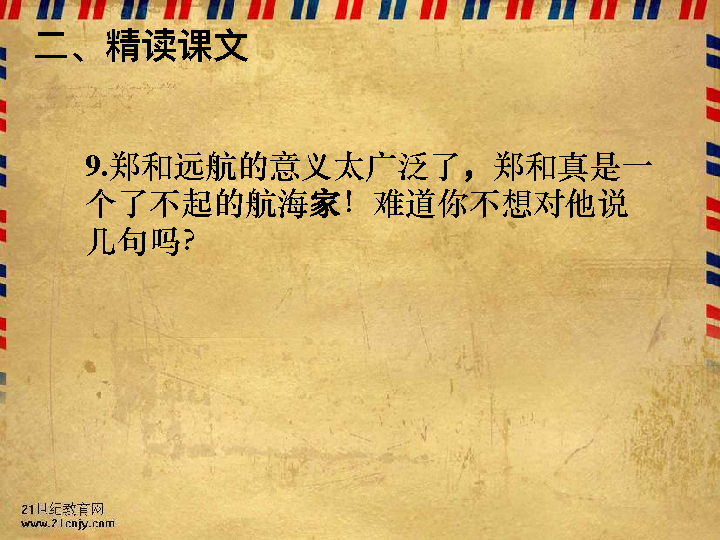 二、精读课文
9.郑和远航的意义太广泛了，郑和真是一
个了不起的航海家！难道你不想对他说
几句吗？
21世纪教育网
www.21cnjy.com